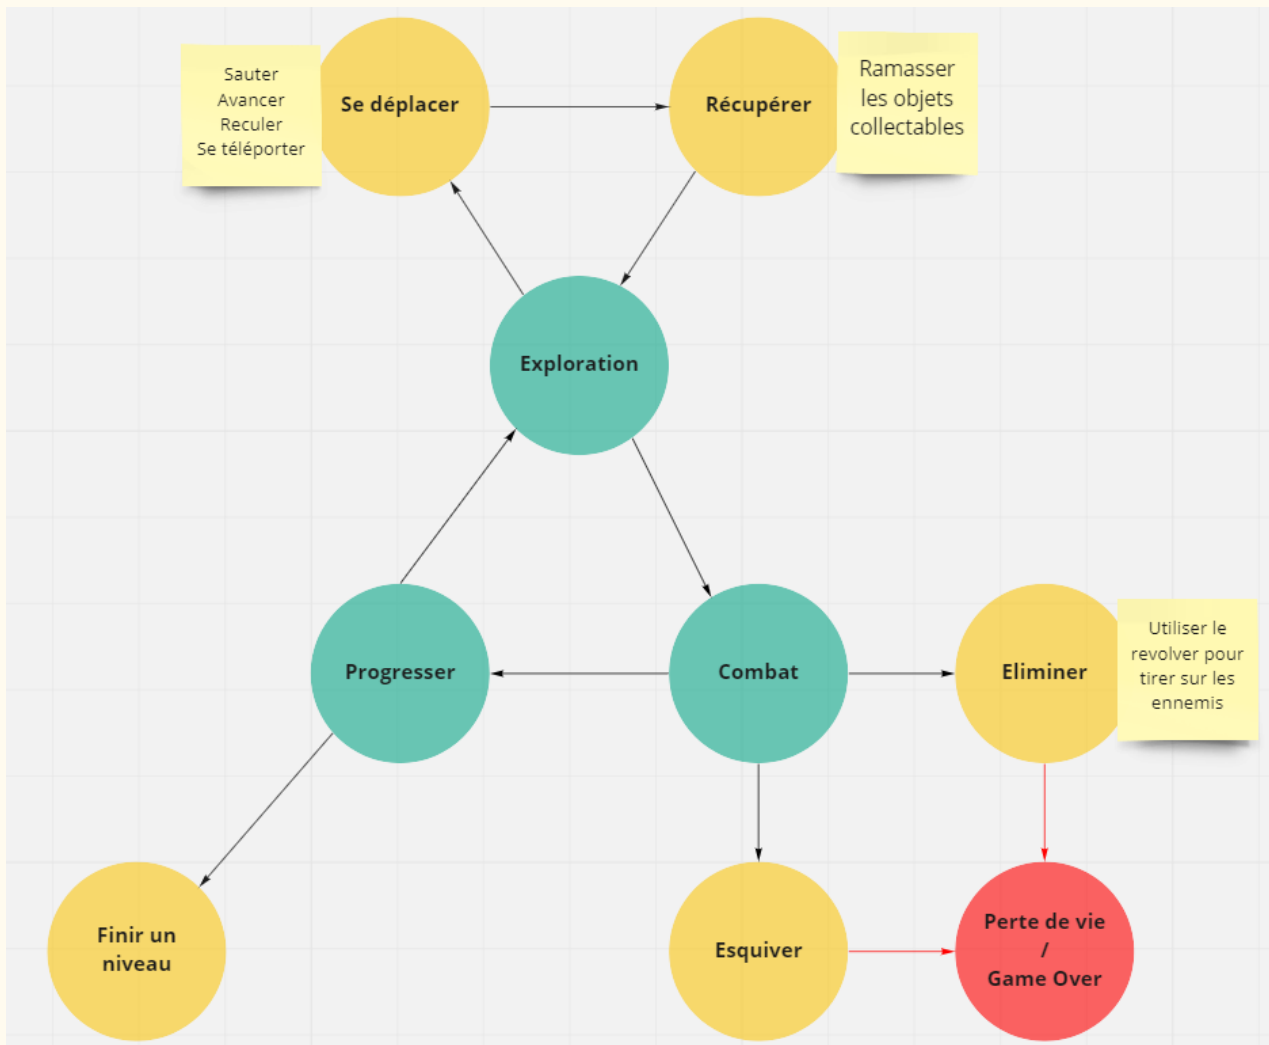 Sauter
Avancer
Reculer
Se téléporter
Se déplacer
Récupérer
Ramasser
les objets
collectables
Exploration
Progresser
Combat
Eliminer
Utiliser le
revolver pour
tirer sur les
ennemis
Finir un
niveau
Esquiver
Perte de vie
/
Game Over